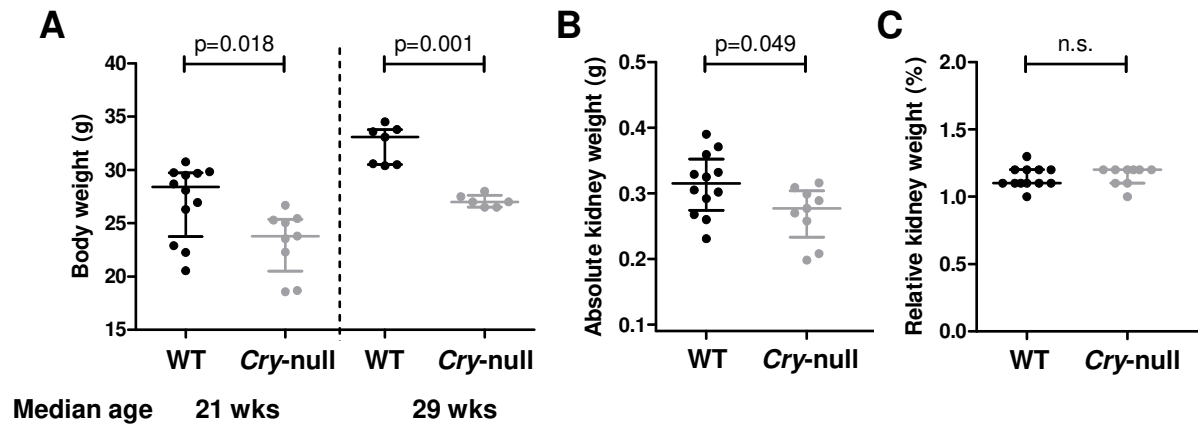 A
B
C
p=0.018
p=0.001
p=0.049
n.s.
Body weight (g)
40
35
30
25
20
15
WT
Cry-null
WT
Cry-null
Median age
21 wks
29 wks
Absolute kidney weight (g)
0.5
0.4
0.3
0.2
0.1
WT
Cry-null
Relative kidney weight (%)
2.0
1.5
1.0
0.5
0.0
WT
Cry-null